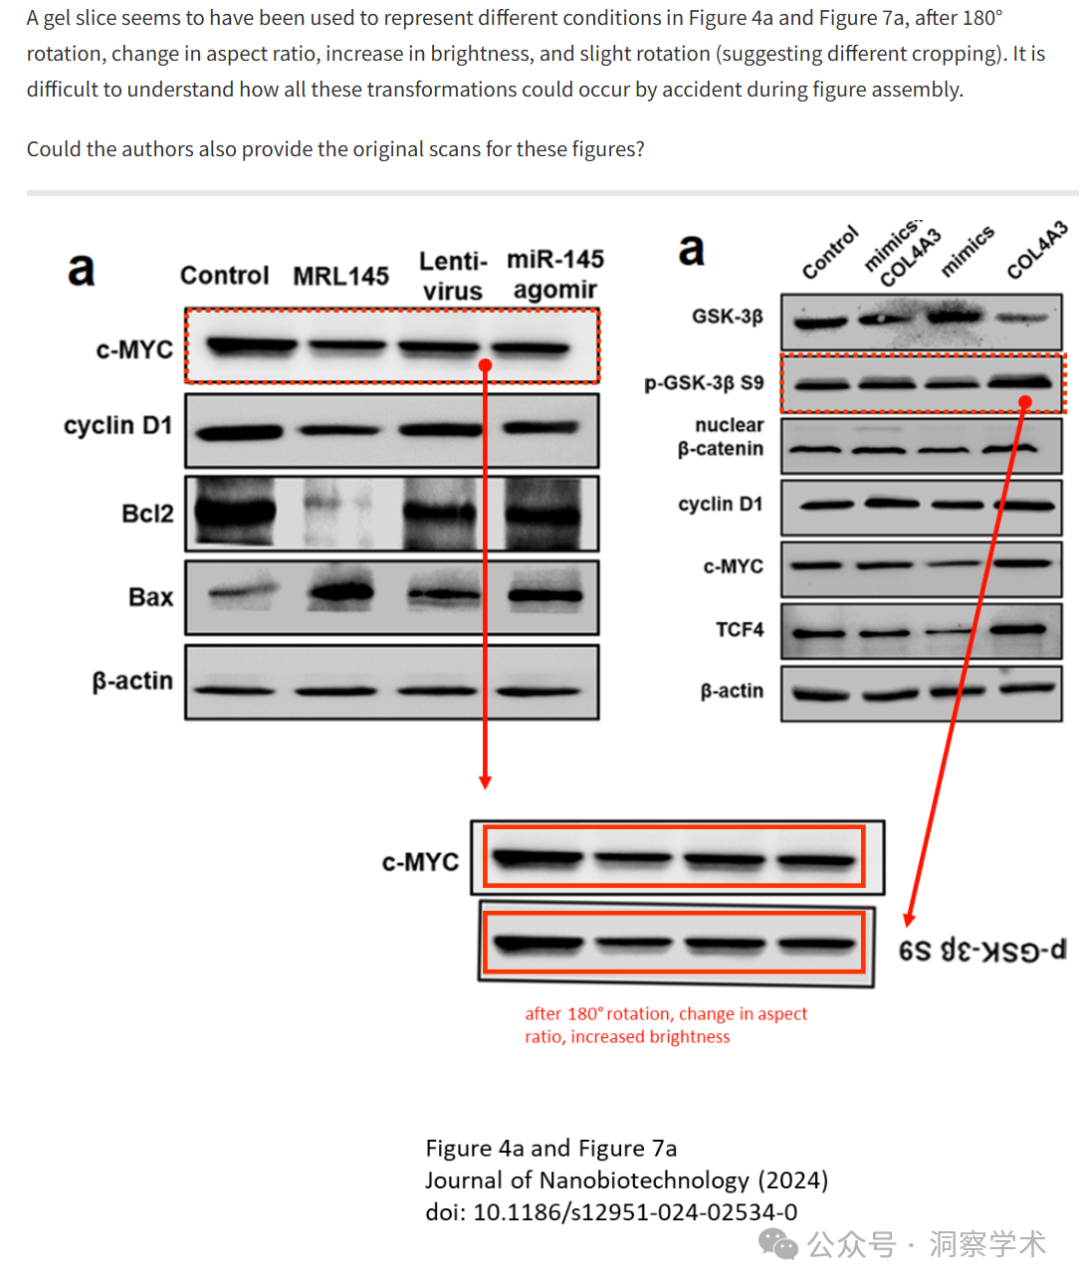 A gel slice seems to have been used to represent different conditions in Figure 4a and Figure 7a, after 180°
rotation, change in aspect ratio, increase in brightness, and slight rotation (suggesting different cropping). It is
difficult to understand how all these transformations could occur by accident during figure assembly.
Could the authors also provide the original scans for these figures?
a
Control MRL145 Lenti-virus miR-145 agomir
c-MYC
cyclin D1
Bcl2
Bax
β-actin
a
Control mimics+COL4A3 mimics COL4A3
GSK-3β
p-GSK-3β S9
nuclear
β-catenin
cyclin D1
c-MYC
TCF4
β-actin
c-MYC
p-GSK-3β S9
after 180° rotation, change in aspect
ratio, increased brightness
Figure 4a and Figure 7a
Journal of Nanobiotechnology (2024)
doi: 10.1186/s12951-024-02534-0
公众号 · 洞察学术